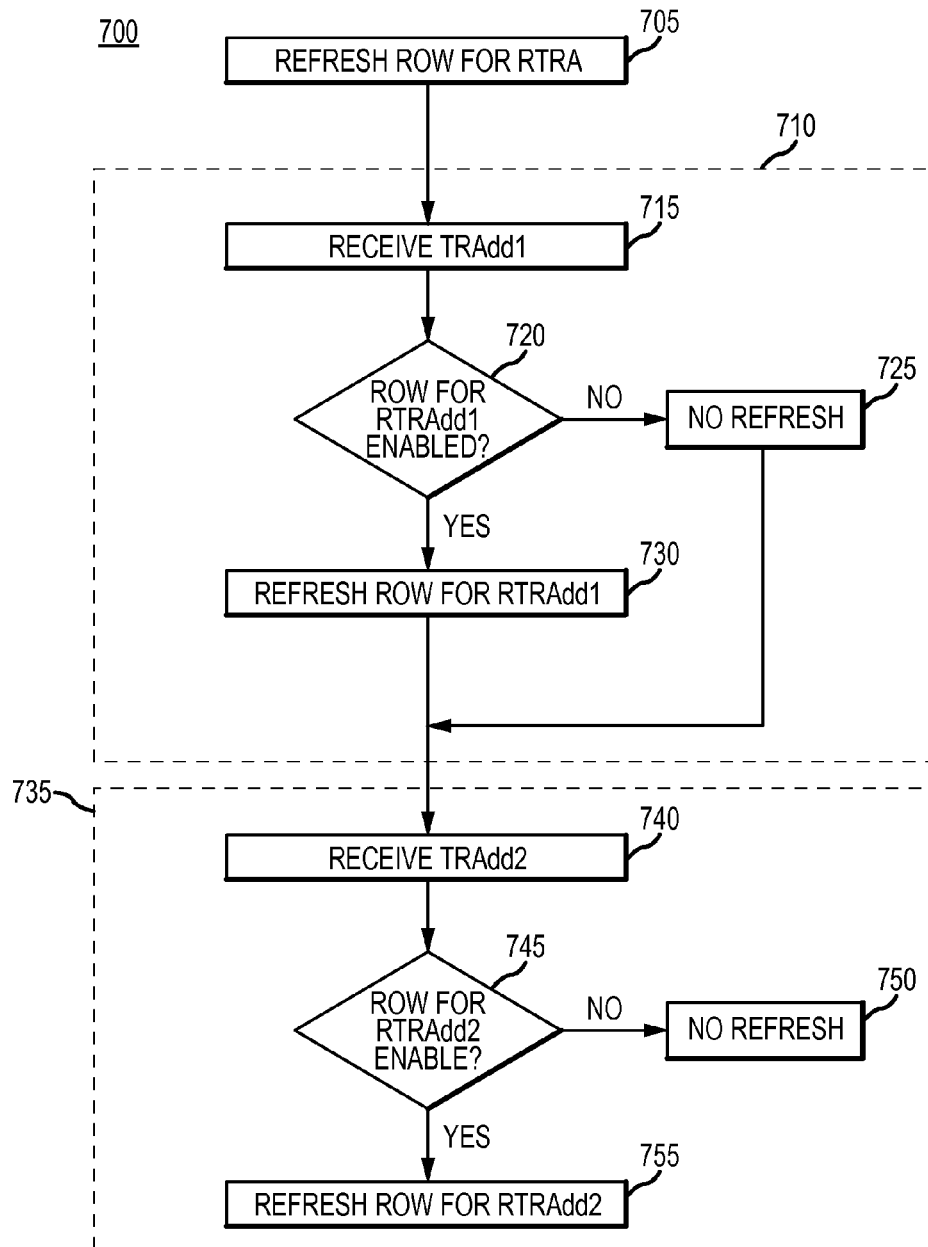 700
705
REFRESH ROW FOR RTRA
710
715
RECEIVE TRAdd1
720
ROW FOR
RTRAdd1
ENABLED?
NO
725
NO REFRESH
YES
730
REFRESH ROW FOR RTRAdd1
735
740
RECEIVE TRAdd2
745
ROW FOR
RTRAdd2
ENABLE?
NO
750
NO REFRESH
YES
755
REFRESH ROW FOR RTRAdd2